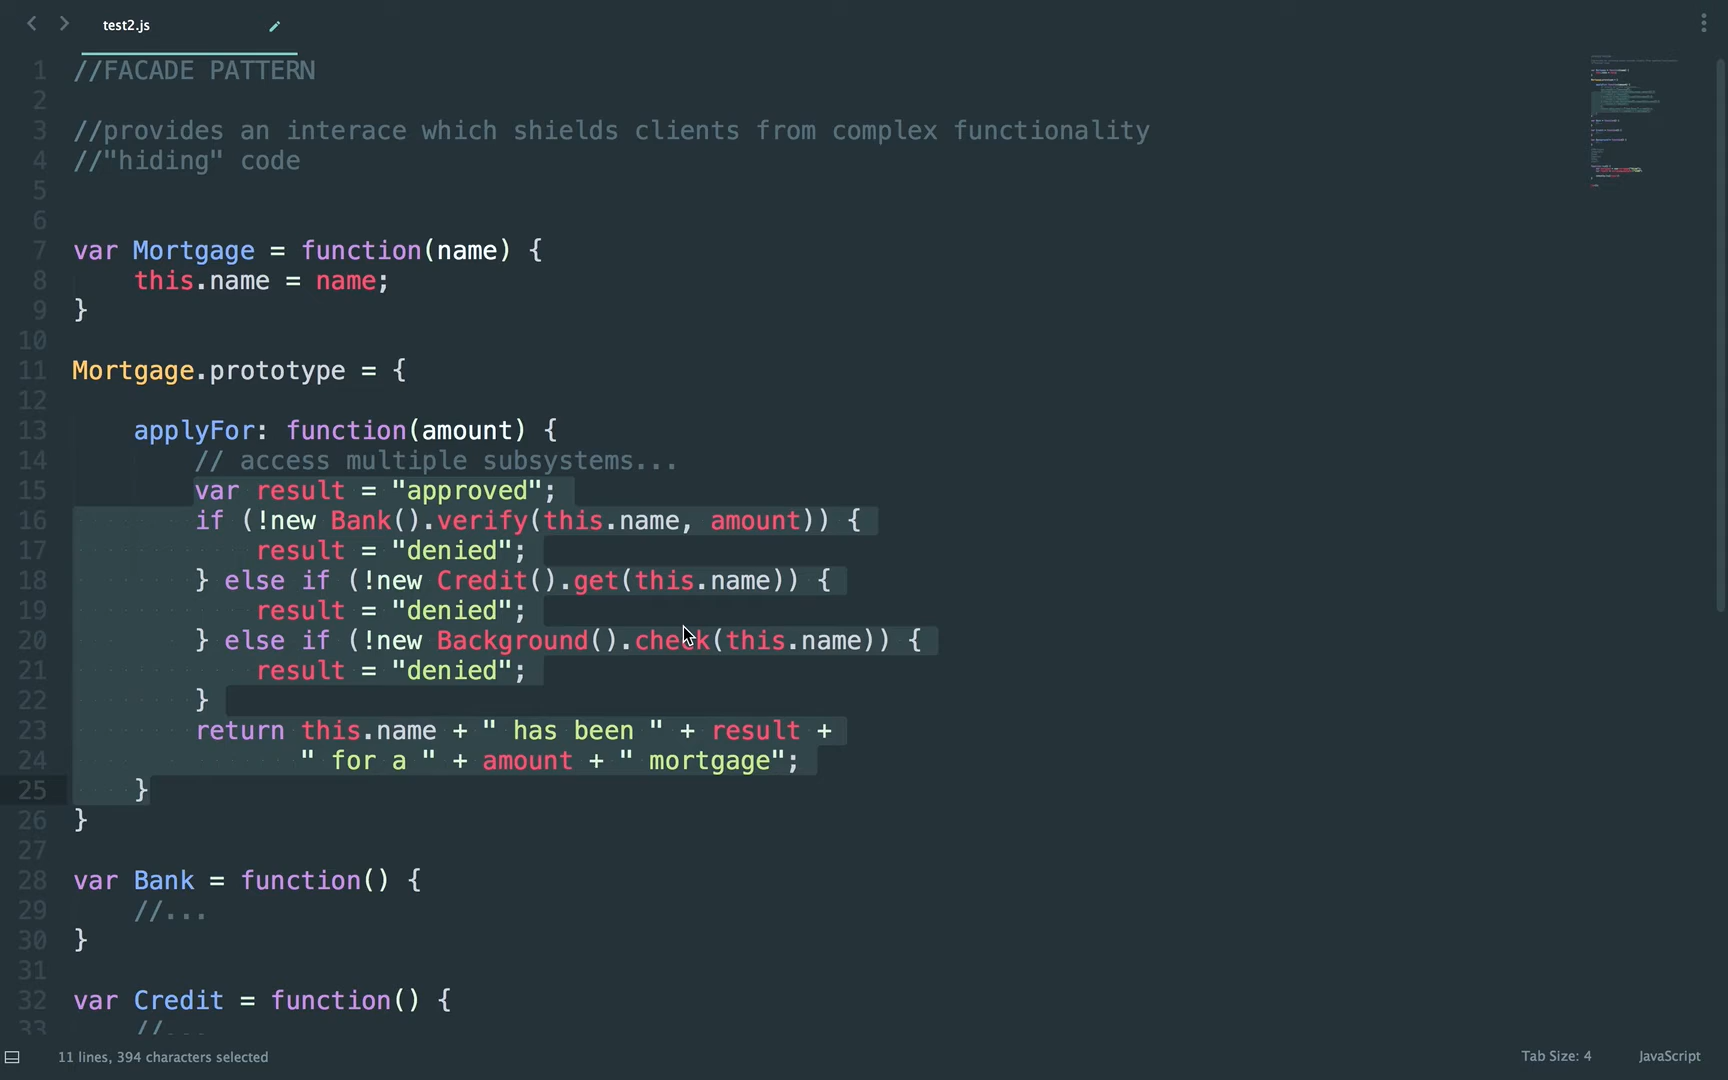 test2.js
1 //FACADE PATTERN
2
3 //provides an interace which shields clients from complex functionality
4 //"hiding" code
5
6
7 var Mortgage = function(name) {
8     this.name = name;
9 }
10
11 Mortgage.prototype = {
12
13     applyFor: function(amount) {
14         // access multiple subsystems...
15         var result = "approved";
16         if (!new Bank().verify(this.name, amount)) {
17             result = "denied";
18         } else if (!new Credit().get(this.name)) {
19             result = "denied";
20         } else if (!new Background().check(this.name)) {
21             result = "denied";
22         }
23         return this.name + " has been " + result +
24                " for a " + amount + " mortgage";
25     }
26 }
27
28 var Bank = function() {
29     //...
30 }
31
32 var Credit = function() {
33     //...
11 lines, 394 characters selected
Tab Size: 4
JavaScript